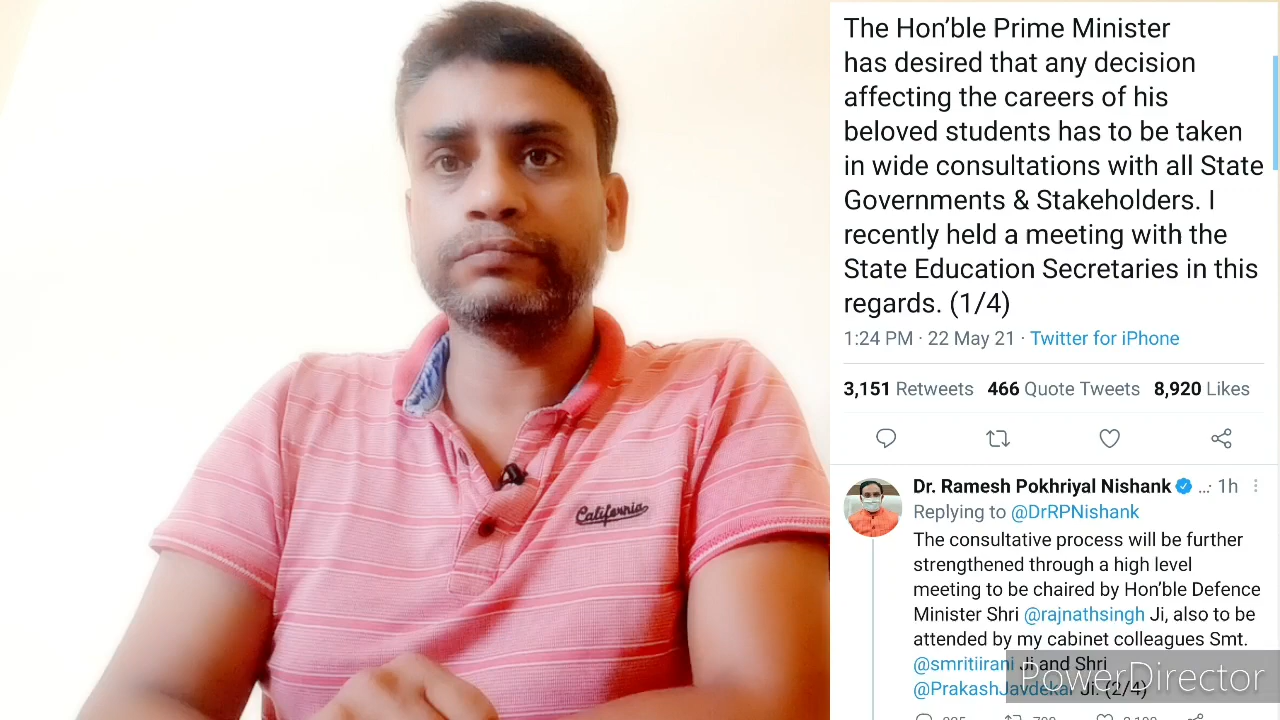 The Hon’ble Prime Minister
has desired that any decision
affecting the careers of his
beloved students has to be taken
in wide consultations with all State
Governments & Stakeholders. I
recently held a meeting with the
State Education Secretaries in this
regards. (1/4)
1:24 PM · 22 May 21 · Twitter for iPhone
3,151 Retweets 466 Quote Tweets 8,920 Likes
Dr. Ramesh Pokhriyal Nishank ...· 1h
Replying to @DrRPNishank
The consultative process will be further
strengthened through a high level
meeting to be chaired by Hon’ble Defence
Minister Shri @rajnathsingh Ji, also to be
attended by my cabinet colleagues Smt.
@smritiirani Ji and Shri
@PrakashJavdekar Ji. (2/4)
PowerDirector
California